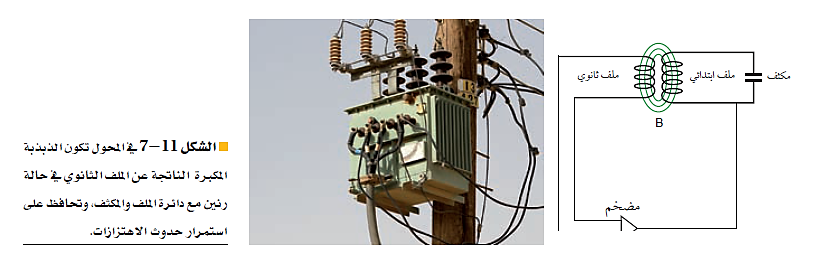 الشكل 11–7 في المحول تكون الذبذبة
المكبرة الناتجة عن الملف الثانوي في حالة
رنين مع دائرة الملف والمكثف، وتحافظ على
استمرار حدوث الاهتزازات.
مكثف
ملف ابتدائي
ملف ثانوي
B
مضخم